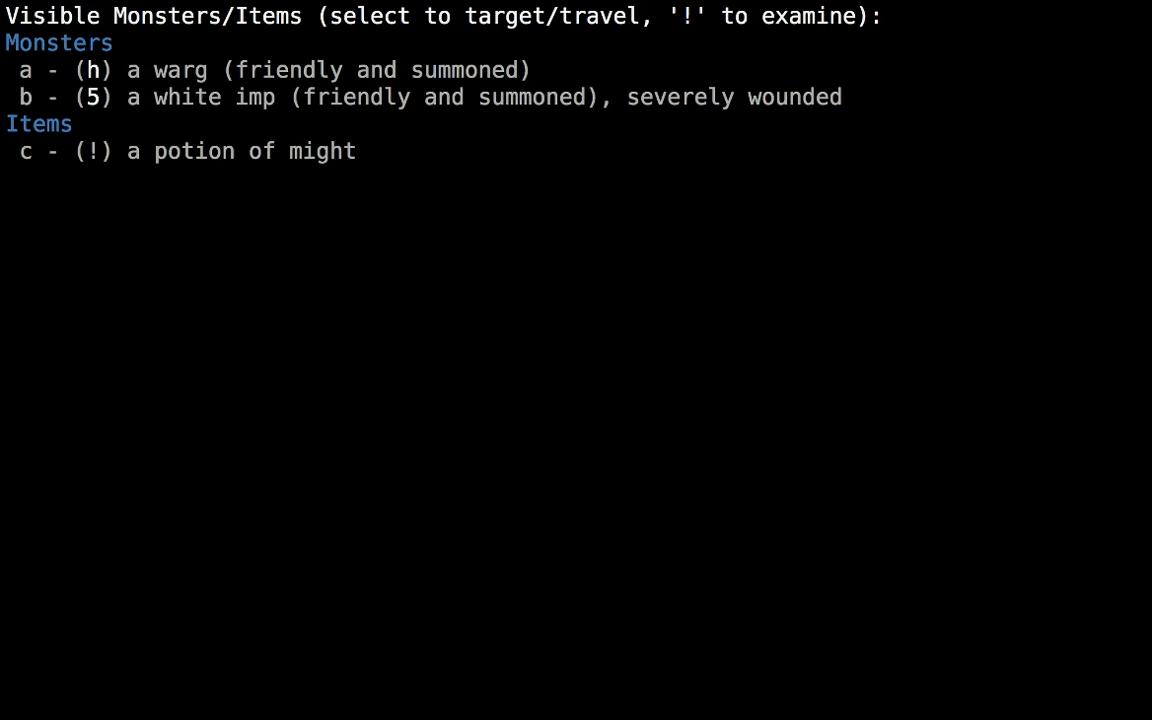 Visible Monsters/Items (select to target/travel, '!' to examine):
Monsters
a - (h) a warg (friendly and summoned)
b - (5) a white imp (friendly and summoned), severely wounded
Items
c - (!) a potion of might